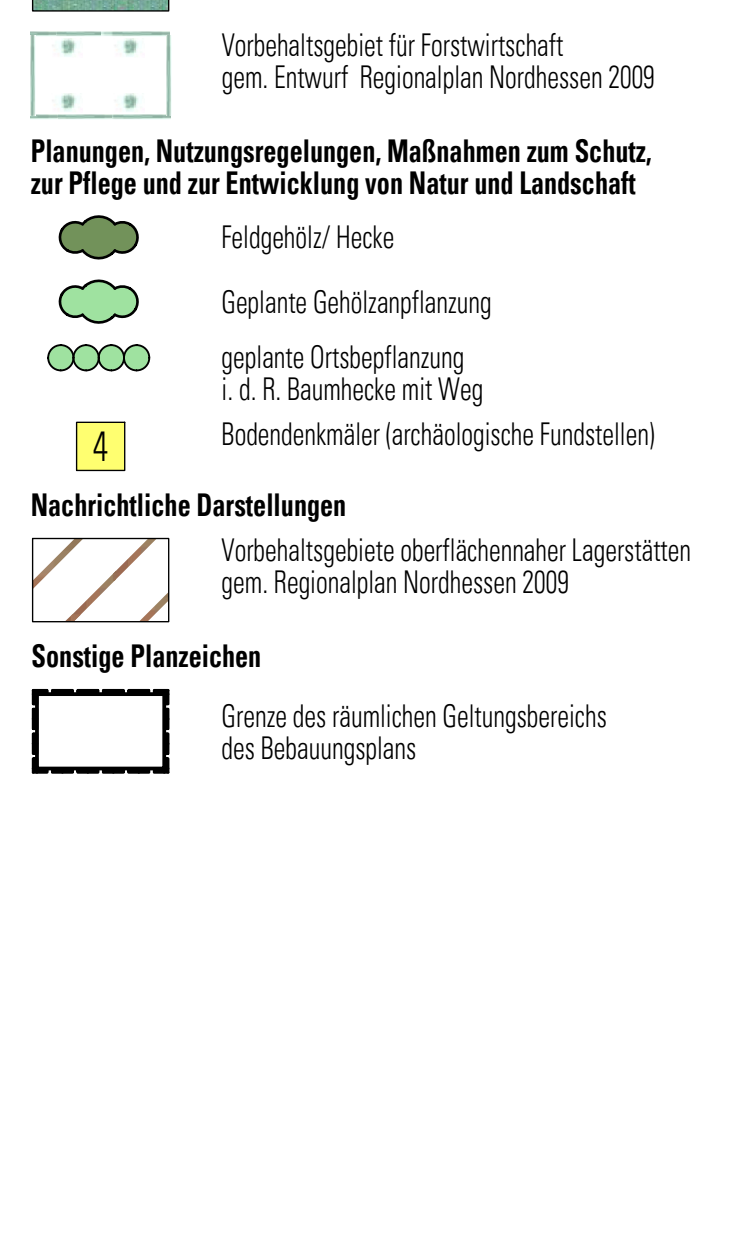 Vorbehaltsgebiet für Forstwirtschaft
gem. Entwurf Regionalplan Nordhessen 2009
Planungen, Nutzungsregelungen, Maßnahmen zum Schutz,
zur Pflege und zur Entwicklung von Natur und Landschaft
Feldgehölz/ Hecke
Geplante Gehölzanpflanzung
geplante Ortsbepflanzung
i. d. R. Baumhecke mit Weg
4
Bodendenkmäler (archäologische Fundstellen)
Nachrichtliche Darstellungen
Vorbehaltsgebiete oberflächennaher Lagerstätten
gem. Regionalplan Nordhessen 2009
Sonstige Planzeichen
Grenze des räumlichen Geltungsbereichs
des Bebauungsplans